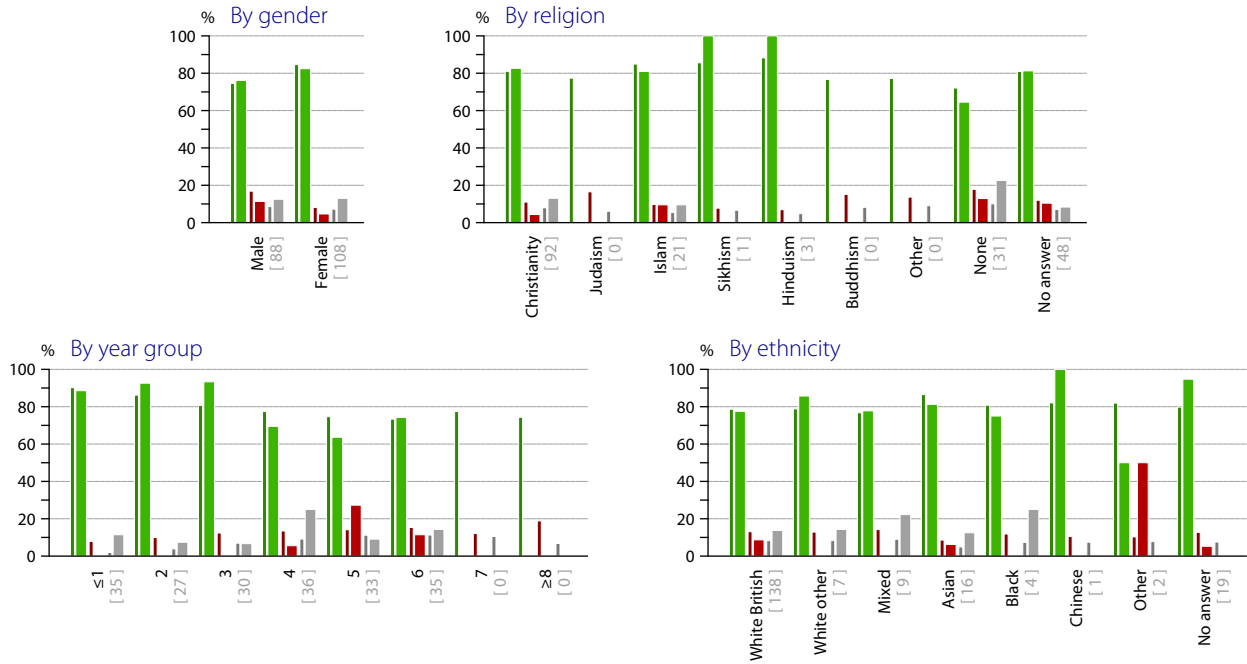 % By gender
100
80
60
40
20
0
Male
[ 88 ]
Female
[ 108 ]
% By religion
100
80
60
40
20
0
Christianity
[ 92 ]
Judaism
[ 0 ]
Islam
[ 21 ]
Sikhism
[ 1 ]
Hinduism
[ 3 ]
Buddhism
[ 0 ]
Other
[ 0 ]
None
[ 31 ]
No answer
[ 48 ]
% By year group
100
80
60
40
20
0
≤1
[ 35 ]
2
[ 27 ]
3
[ 30 ]
4
[ 36 ]
5
[ 33 ]
6
[ 35 ]
7
[ 0 ]
≥8
[ 0 ]
% By ethnicity
100
80
60
40
20
0
White British
[ 138 ]
White other
[ 7 ]
Mixed
[ 9 ]
Asian
[ 16 ]
Black
[ 4 ]
Chinese
[ 1 ]
Other
[ 2 ]
No answer
[ 19 ]